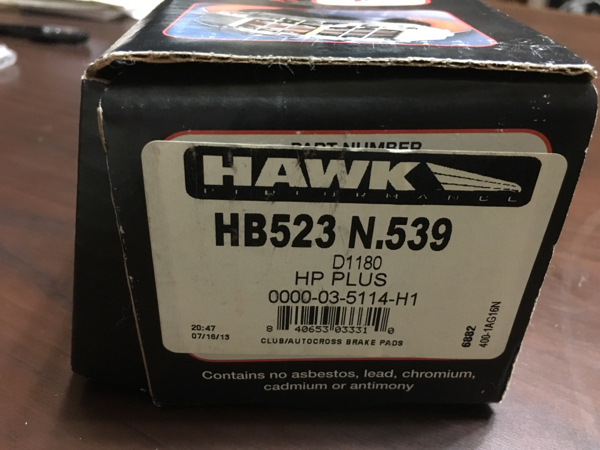 PART NUMBER
HAWK
PERFORMANCE
HB523 N.539
D1180
HP PLUS
0000-03-5114-H1
20:47
07/16/15
8 40653 03331 0
CLUB/AUTOCROSS BRAKE PADS
6882
400-1AG16N
Contains no asbestos, lead, chromium,
cadmium or antimony